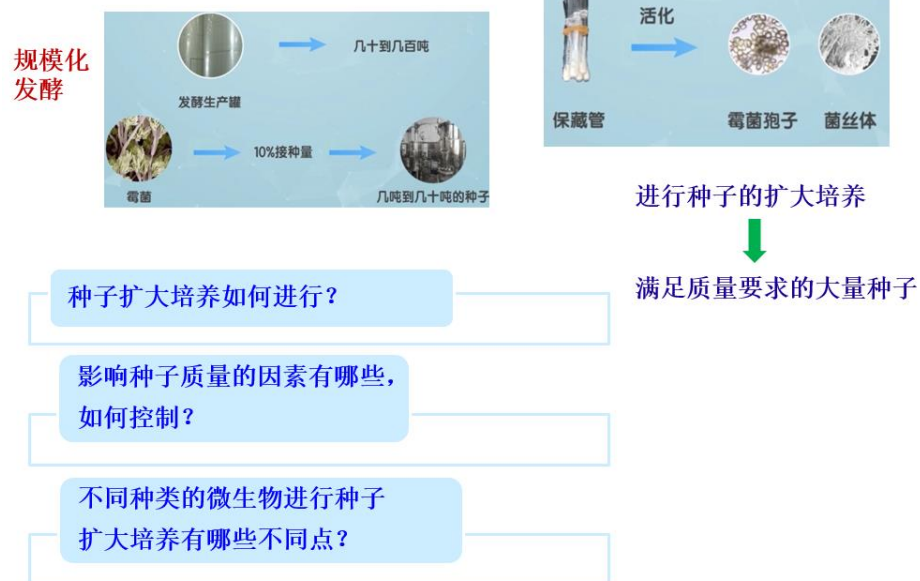 规模化
发酵
几十到几百吨
发酵生产罐
10%接种量
霉菌
几吨到几十吨的种子
活化
保藏管
霉菌孢子
菌丝体
进行种子的扩大培养
满足质量要求的大量种子
种子扩大培养如何进行？
影响种子质量的因素有哪些，
如何控制？
不同种类的微生物进行种子
扩大培养有哪些不同点？